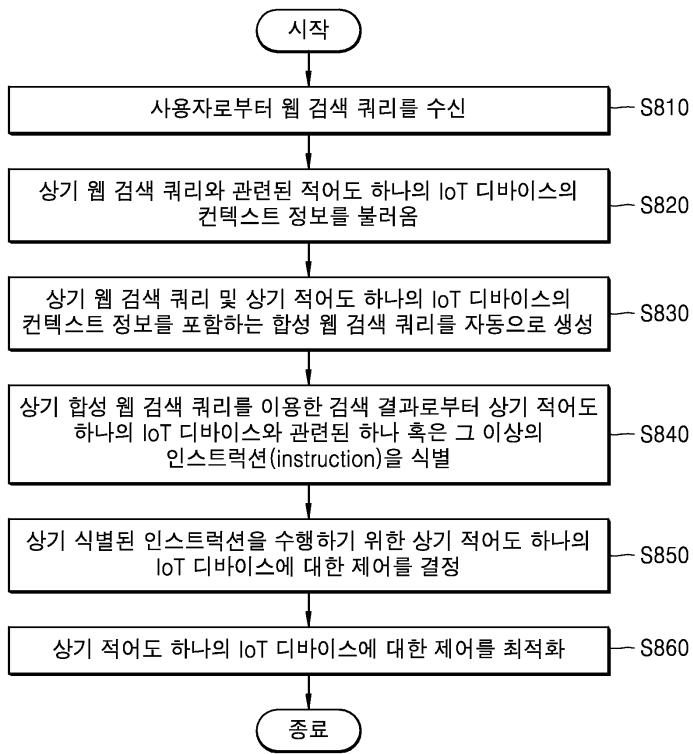 시작
사용자로부터 웹 검색 쿼리를 수신
S810
상기 웹 검색 쿼리와 관련된 적어도 하나의 IoT 디바이스의
컨텍스트 정보를 불러옴
S820
상기 웹 검색 쿼리 및 상기 적어도 하나의 IoT 디바이스의
컨텍스트 정보를 포함하는 합성 웹 검색 쿼리를 자동으로 생성
S830
상기 합성 웹 검색 쿼리를 이용한 검색 결과로부터 상기 적어도
하나의 IoT 디바이스와 관련된 하나 혹은 그 이상의
인스트럭션(instruction)을 식별
S840
상기 식별된 인스트럭션을 수행하기 위한 상기 적어도 하나의
IoT 디바이스에 대한 제어를 결정
S850
상기 적어도 하나의 IoT 디바이스에 대한 제어를 최적화
S860
종료